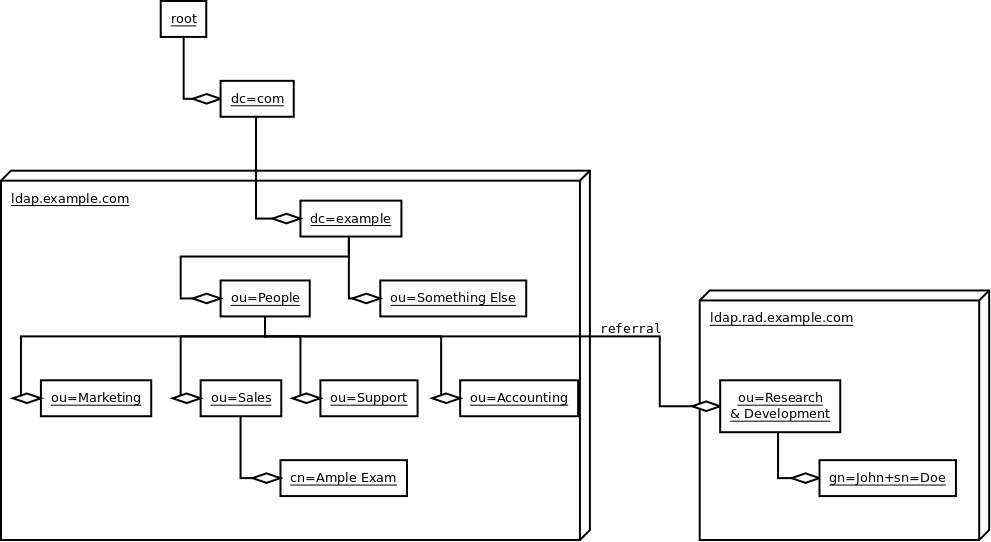 root
dc=com
ldap.example.com
dc=example
ou=People
ou=Something Else
referral
ldap.rad.example.com
ou=Marketing
ou=Sales
ou=Support
ou=Accounting
ou=Research
& Development
cn=Ample Exam
gn=John+sn=Doe